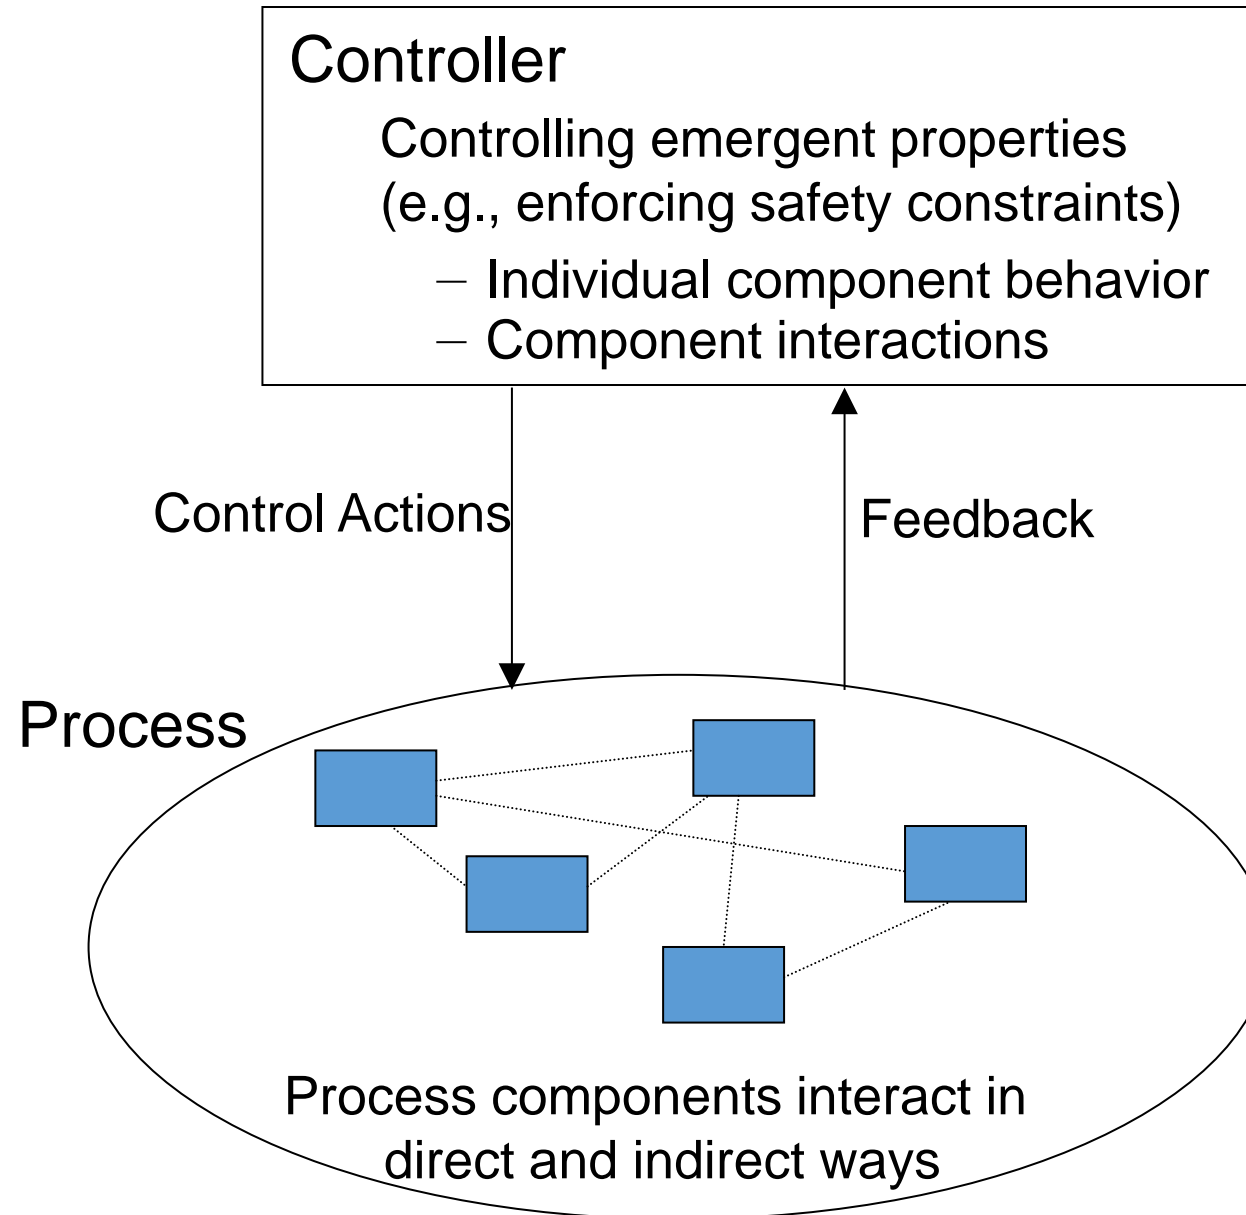 Controller
Controlling emergent properties
(e.g., enforcing safety constraints)
– Individual component behavior
– Component interactions
Control Actions
Feedback
Process
Process components interact in
direct and indirect ways